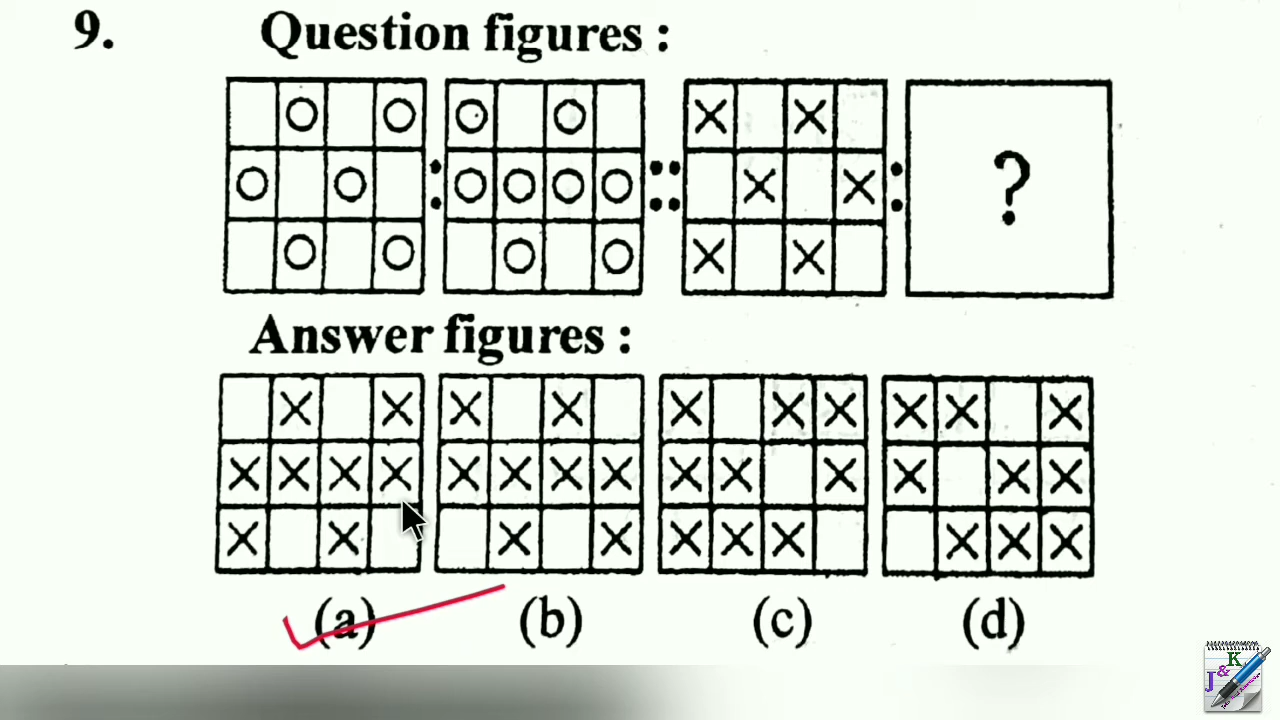 9. Question figures :
: :: : ?
Answer figures :
(a) (b) (c) (d)
J&K